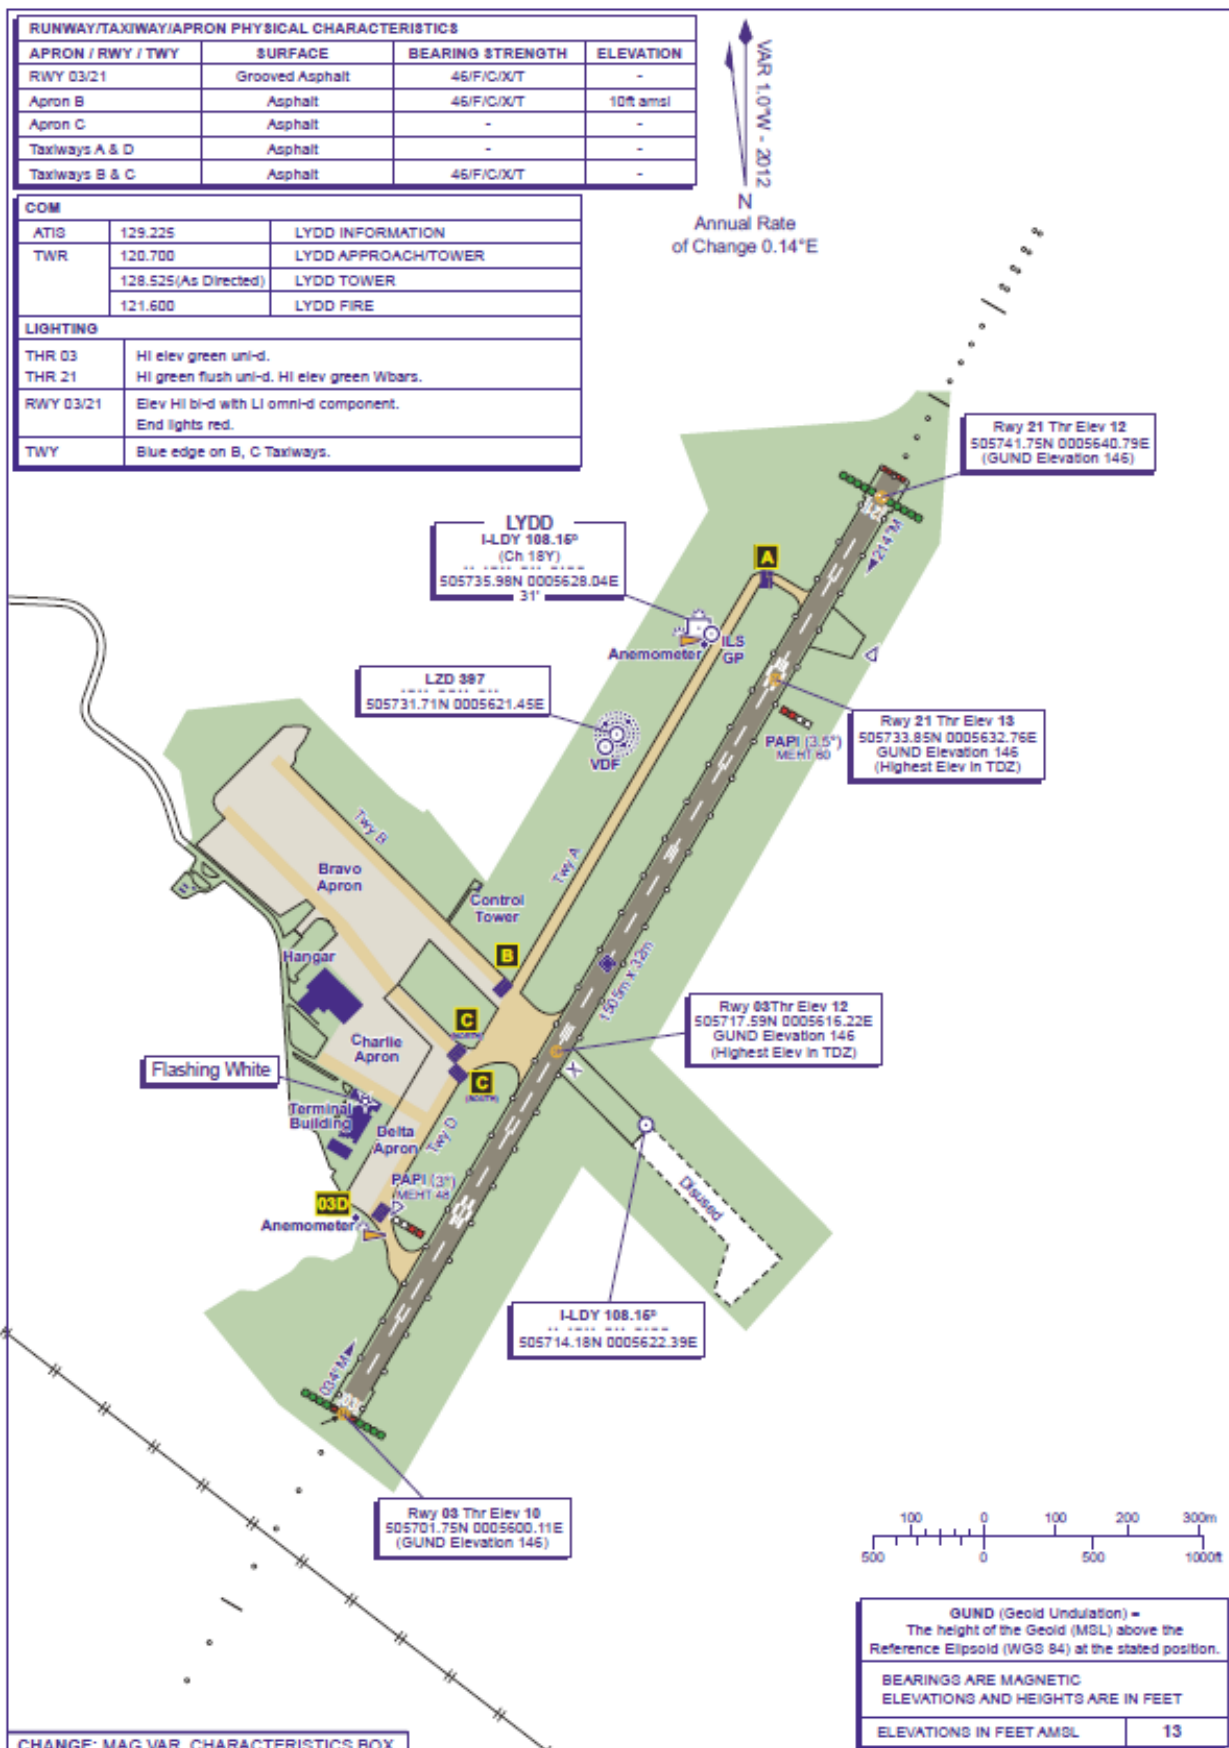 RUNWAY/TAXIWAY/APRON PHYSICAL CHARACTERISTICS
APRON / RWY / TWY SURFACE BEARING STRENGTH ELEVATION
RWY 03/21 Grooved Asphalt 46/F/C/X/T -
Apron B Asphalt 46/F/C/X/T 10ft amsl
Apron C Asphalt - -
Taxiways A & D Asphalt - -
Taxiways B & C Asphalt 46/F/C/X/T -
COM
ATIS 129.225 LYDD INFORMATION
TWR 120.700 LYDD APPROACH/TOWER
128.525(As Directed) LYDD TOWER
121.600 LYDD FIRE
LIGHTING
THR 03 HI elev green uni-d.
THR 21 HI green flush uni-d. HI elev green Wbars.
RWY 03/21 Elev HI bi-d with LI omni-d component.
End lights red.
TWY Blue edge on B, C Taxiways.
VAR 1.0°W - 2012
N
Annual Rate
of Change 0.14°E
Rwy 21 Thr Elev 12
505741.75N 0005640.79E
(GUND Elevation 146)
21
214°M
LYDD
I-LDY 108.15ᴰ
(Ch 18Y)
505735.98N 0005628.04E
31'
A
Anemometer
ILS
GP
LZD 397
505731.71N 0005621.45E
VDF
PAPI (3.5°)
MEHT 60
Rwy 21 Thr Elev 13
505733.85N 0005632.76E
GUND Elevation 146
(Highest Elev in TDZ)
Twy B
Twy A
Bravo
Apron
Control
Tower
B
Hangar
1505m x 32m
C
(NORTH)
Charlie
Apron
Rwy 03Thr Elev 12
505717.59N 0005616.22E
GUND Elevation 146
(Highest Elev in TDZ)
X
Flashing White
C
(SOUTH)
Terminal
Building
Delta
Apron
Twy D
PAPI (3°)
MEHT 48
03D
Anemometer
Disused
I-LDY 108.15ᴰ
505714.18N 0005622.39E
034°M
03
Rwy 03 Thr Elev 10
505701.75N 0005600.11E
(GUND Elevation 146)
100 0 100 200 300m
500 0 500 1000ft
GUND (Geoid Undulation) =
The height of the Geoid (MSL) above the
Reference Elipsoid (WGS 84) at the stated position.
BEARINGS ARE MAGNETIC
ELEVATIONS AND HEIGHTS ARE IN FEET
ELEVATIONS IN FEET AMSL 13
CHANGE: MAG VAR, CHARACTERISTICS BOX